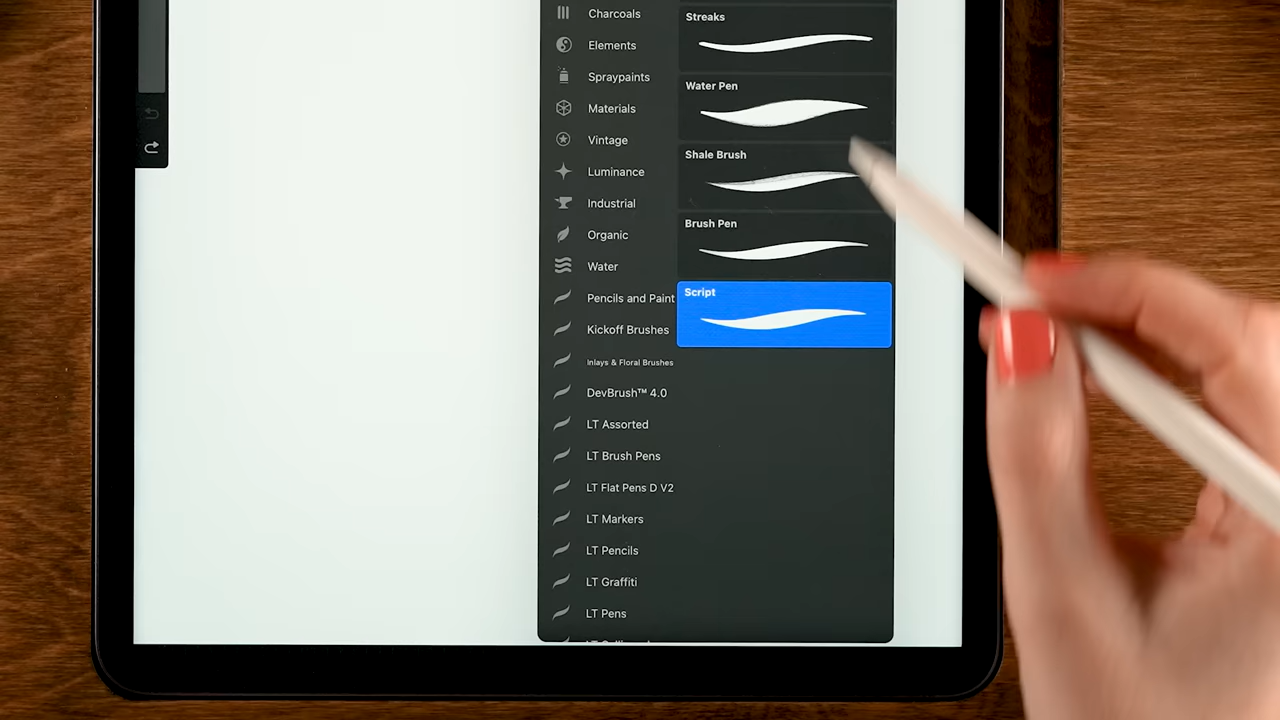 Charcoals
Elements
Spraypaints
Materials
Vintage
Luminance
Industrial
Organic
Water
Pencils and Paint
Kickoff Brushes
Inlays & Floral Brushes
DevBrush™ 4.0
LT Assorted
LT Brush Pens
LT Flat Pens D V2
LT Markers
LT Pencils
LT Graffiti
LT Pens
Streaks
Water Pen
Shale Brush
Brush Pen
Script